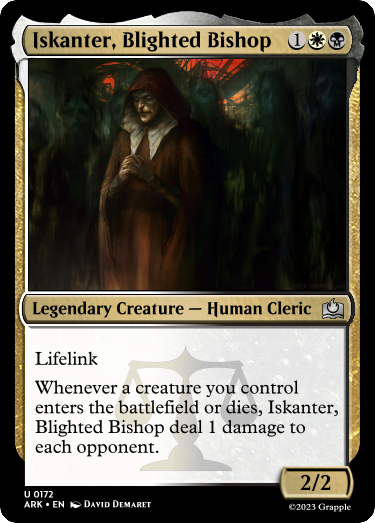 Iskanter, Blighted Bishop 1
Legendary Creature — Human Cleric
Lifelink
Whenever a creature you control
enters the battlefield or dies, Iskanter,
Blighted Bishop deal 1 damage to
each opponent.
2/2
U 0172
ARK • EN DAVID DEMARET
©2023 Grapple